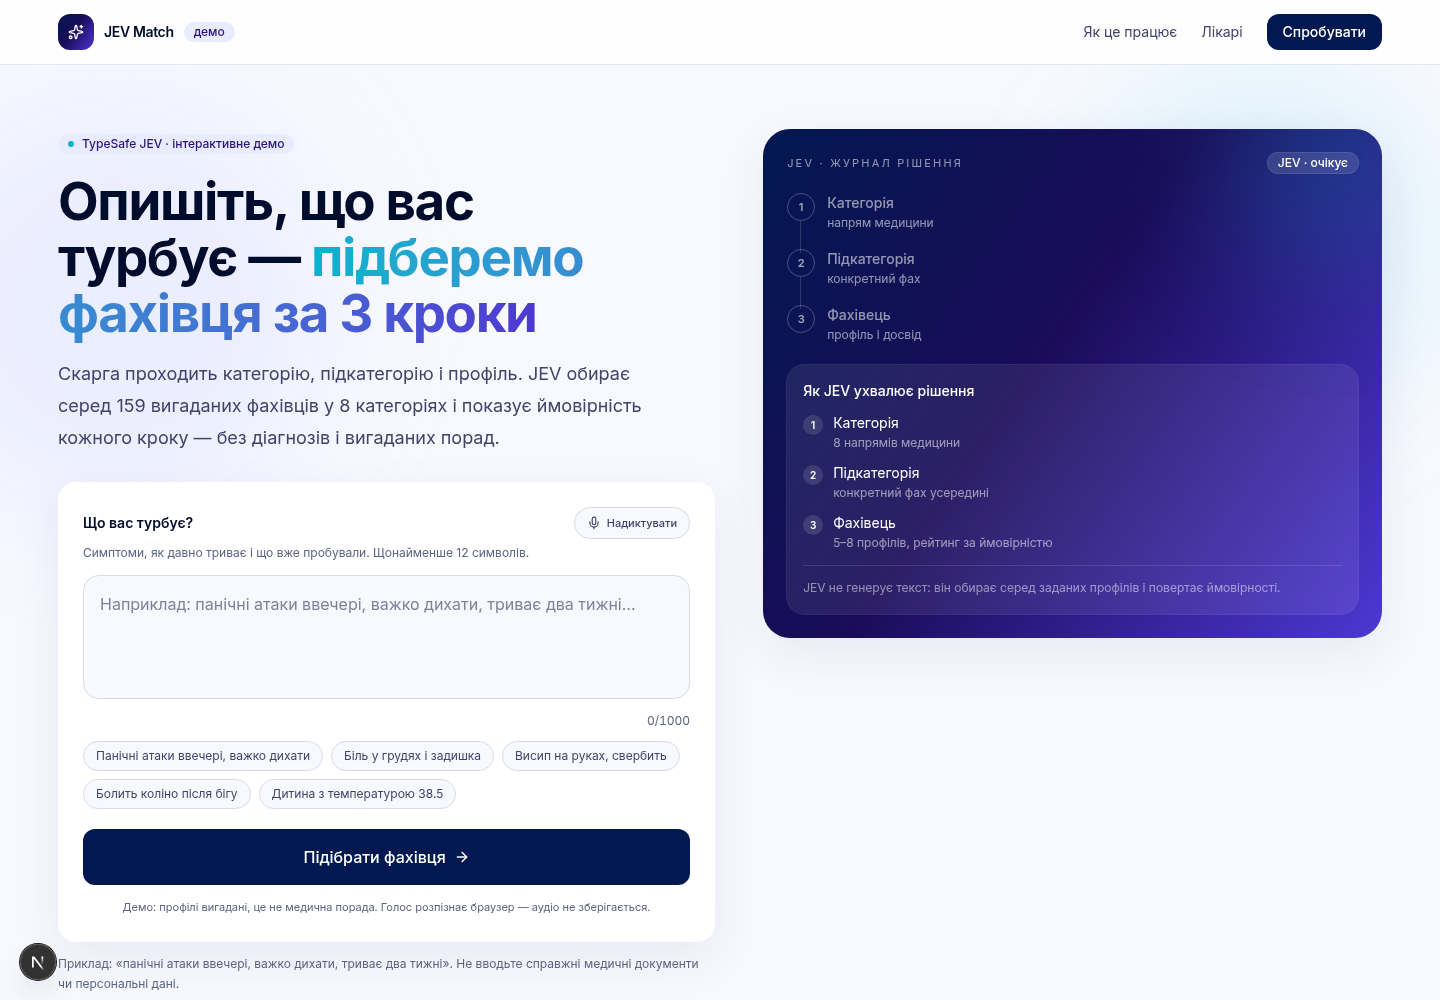 JEV Match
демо
Як це працює
Лікарі
Спробувати
TypeSafe JEV · інтерактивне демо
Опишіть, що вас
турбує — підберемо
фахівця за 3 кроки
Скарга проходить категорію, підкатегорію і профіль. JEV обирає
серед 159 вигаданих фахівців у 8 категоріях і показує ймовірність
кожного кроку — без діагнозів і вигаданих порад.
Що вас турбує?
Надиктувати
Симптоми, як давно триває і що вже пробували. Щонайменше 12 символів.
Наприклад: панічні атаки ввечері, важко дихати, триває два тижні...
0/1000
Панічні атаки ввечері, важко дихати
Біль у грудях і задишка
Висип на руках, свербить
Болить коліно після бігу
Дитина з температурою 38.5
Підібрати фахівця
Демо: профілі вигадані, це не медична порада. Голос розпізнає браузер — аудіо не зберігається.
Приклад: «панічні атаки ввечері, важко дихати, триває два тижні». Не вводьте справжні медичні документи
чи персональні дані.
N
JEV · ЖУРНАЛ РІШЕННЯ
JEV · очікує
1
Категорія
напрям медицини
2
Підкатегорія
конкретний фах
3
Фахівець
профіль і досвід
Як JEV ухвалює рішення
1
Категорія
8 напрямів медицини
2
Підкатегорія
конкретний фах усередині
3
Фахівець
5–8 профілів, рейтинг за ймовірністю
JEV не генерує текст: він обирає серед заданих профілів і повертає ймовірності.